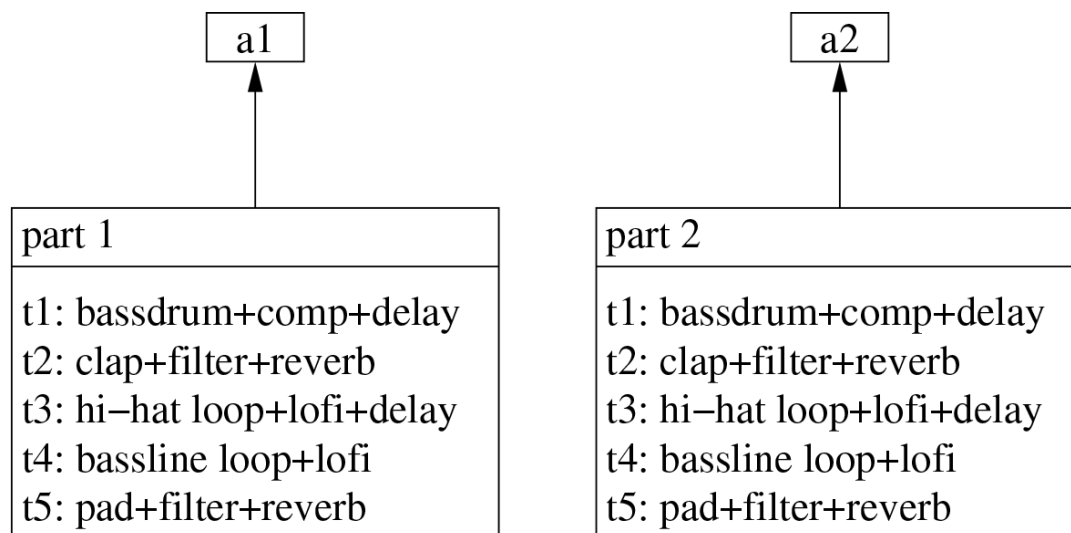 a1
a2
part 1
t1: bassdrum+comp+delay
t2: clap+filter+reverb
t3: hi−hat loop+lofi+delay
t4: bassline loop+lofi
t5: pad+filter+reverb
part 2
t1: bassdrum+comp+delay
t2: clap+filter+reverb
t3: hi−hat loop+lofi+delay
t4: bassline loop+lofi
t5: pad+filter+reverb